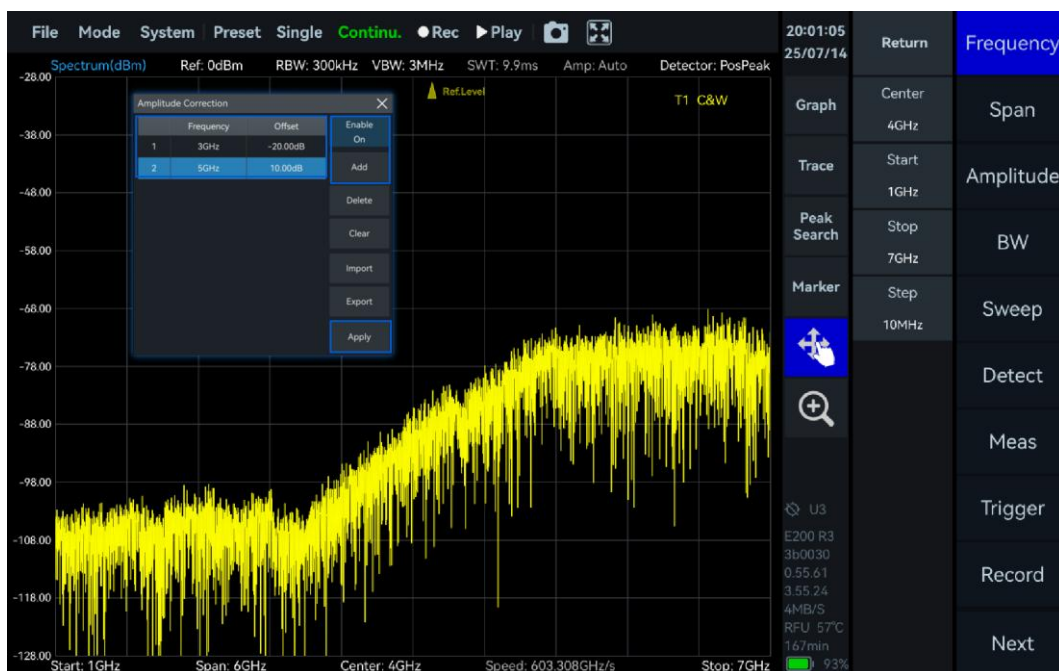 File Mode System Preset Single Continu. Rec Play
Spectrum(dBm) Ref: 0dBm RBW: 300kHz VBW: 3MHz SWT: 9.9ms Amp: Auto Detector: PosPeak
Ref.Level
T1 C&W
-28.00
-38.00
-48.00
-58.00
-68.00
-78.00
-88.00
-98.00
-108.00
-118.00
-128.00
Amplitude Correction
Frequency Offset
1 3GHz -20.00dB
2 5GHz 10.00dB
Enable
On
Add
Delete
Clear
Import
Export
Apply
Start: 1GHz Span: 6GHz Center: 4GHz Speed: 603.308GHz/s Stop: 7GHz
20:01:05
25/07/14
Graph
Trace
Peak
Search
Marker
U3
E200 R3
3b0030
0.55.61
3.55.24
4MB/S
RFU 57°C
167min
93%
Return
Center
4GHz
Start
1GHz
Stop
7GHz
Step
10MHz
Frequency
Span
Amplitude
BW
Sweep
Detect
Meas
Trigger
Record
Next